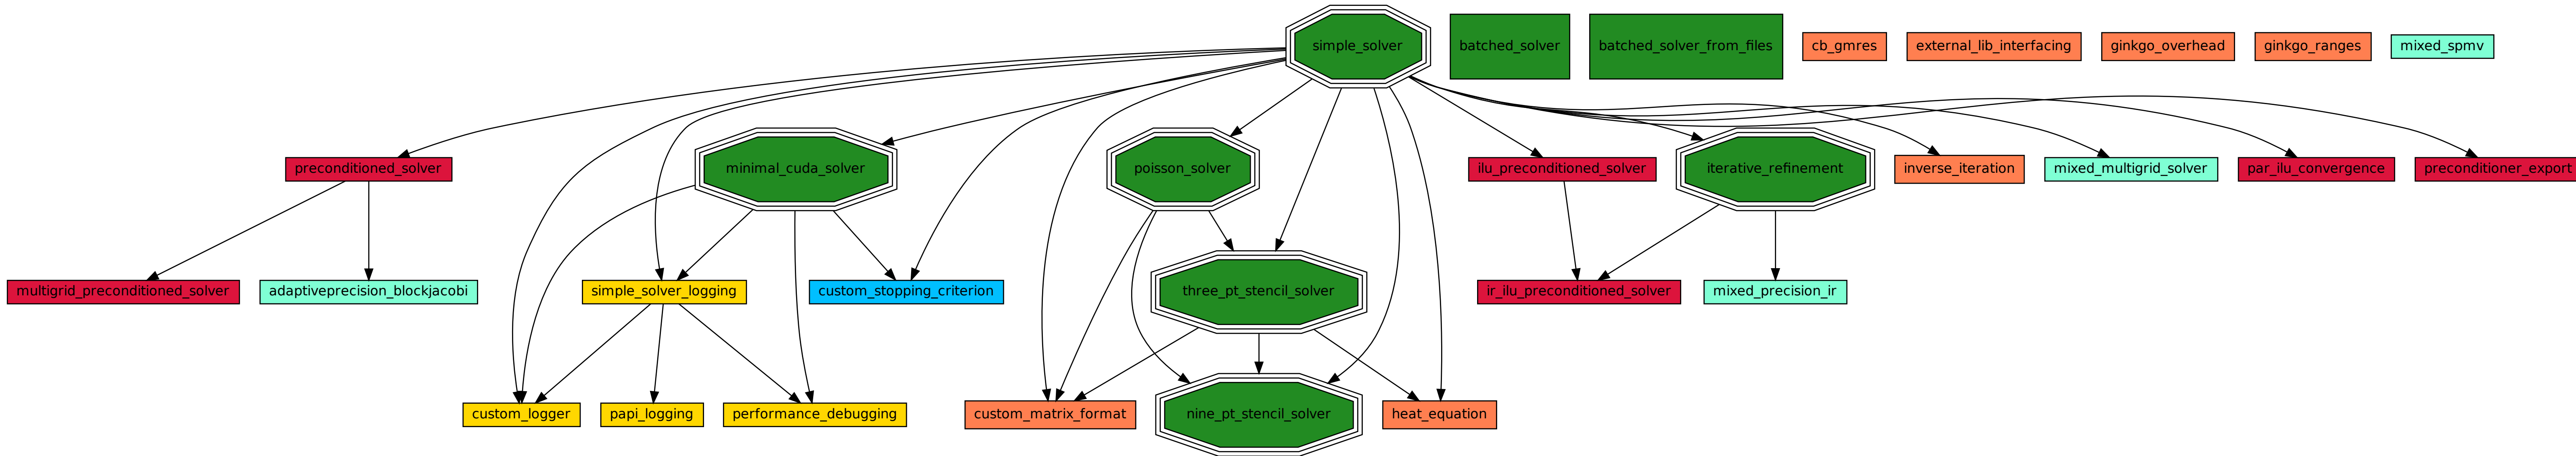 simple_solver
batched_solver
batched_solver_from_files
cb_gmres
external_lib_interfacing
ginkgo_overhead
ginkgo_ranges
mixed_spmv
preconditioned_solver
minimal_cuda_solver
poisson_solver
ilu_preconditioned_solver
iterative_refinement
inverse_iteration
mixed_multigrid_solver
par_ilu_convergence
preconditioner_export
multigrid_preconditioned_solver
adaptiveprecision_blockjacobi
simple_solver_logging
custom_stopping_criterion
three_pt_stencil_solver
ir_ilu_preconditioned_solver
mixed_precision_ir
custom_logger
papi_logging
performance_debugging
custom_matrix_format
nine_pt_stencil_solver
heat_equation